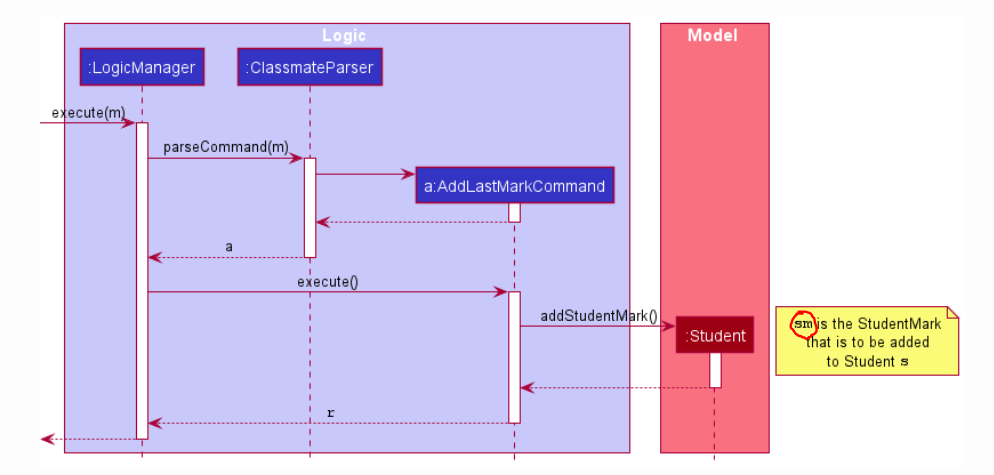 Logic
Model
:LogicManager
:ClassmateParser
execute(m)
parseCommand(m)
a:AddLastMarkCommand
a
execute()
addStudentMark()
:Student
sm is the StudentMark
that is to be added
to Student s
r